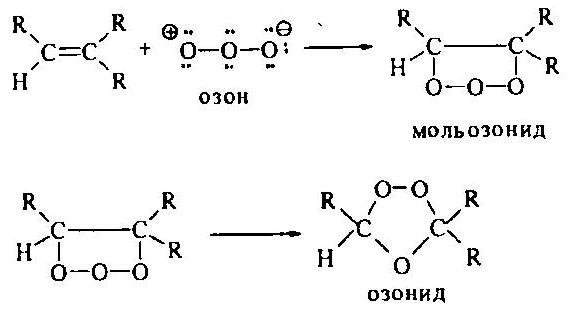 R R R R
C=C + ⊕ O—O—O ⊖ → C C
H R H R
озон O—O—O
мольозонид
R R O—O
C C → R R
H R C C
O—O—O H R
O
озонид